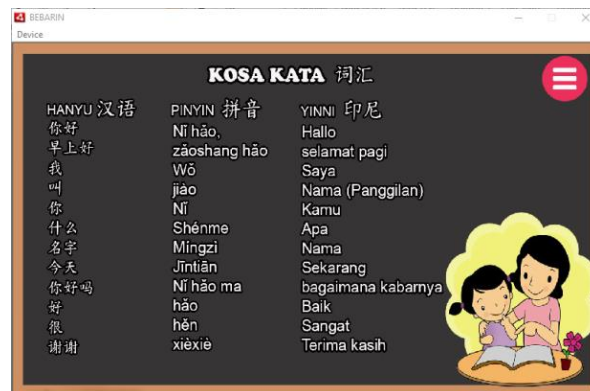 BEBARIN
Device
KOSA KATA 词汇
HANYU 汉语 PINYIN 拼音 YINNI 印尼
你好 Nǐ hǎo, Hallo
早上好 zǎoshang hǎo selamat pagi
我 Wǒ Saya
叫 jiào Nama (Panggilan)
你 Nǐ Kamu
什么 Shénme Apa
名字 Míngzì Nama
今天 Jīntiān Sekarang
你好吗 Nǐ hǎo ma bagaimana kabarnya
好 hǎo Baik
很 hěn Sangat
谢谢 xièxiè Terima kasih